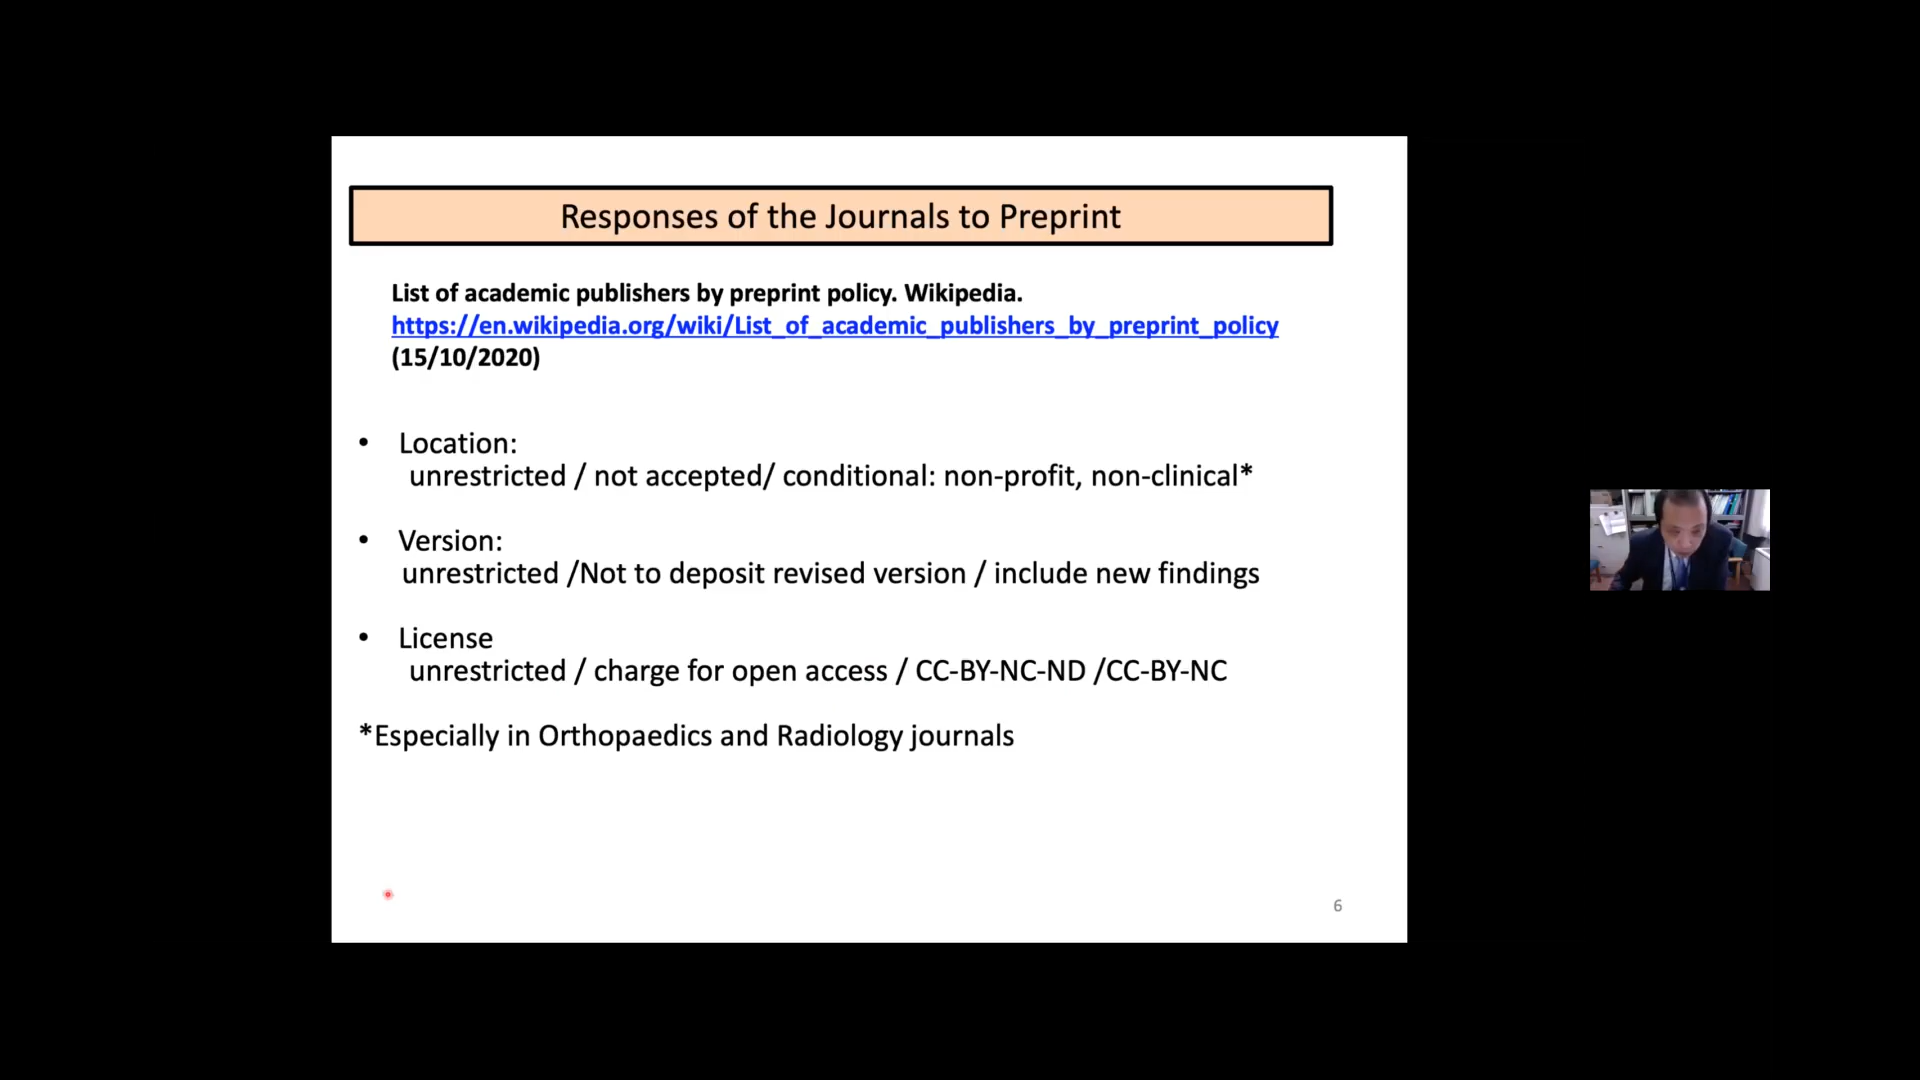 Responses of the Journals to Preprint
List of academic publishers by preprint policy. Wikipedia.
https://en.wikipedia.org/wiki/List_of_academic_publishers_by_preprint_policy
(15/10/2020)
• Location:
unrestricted / not accepted/ conditional: non-profit, non-clinical*
• Version:
unrestricted /Not to deposit revised version / include new findings
• License
unrestricted / charge for open access / CC-BY-NC-ND /CC-BY-NC
*Especially in Orthopaedics and Radiology journals
6